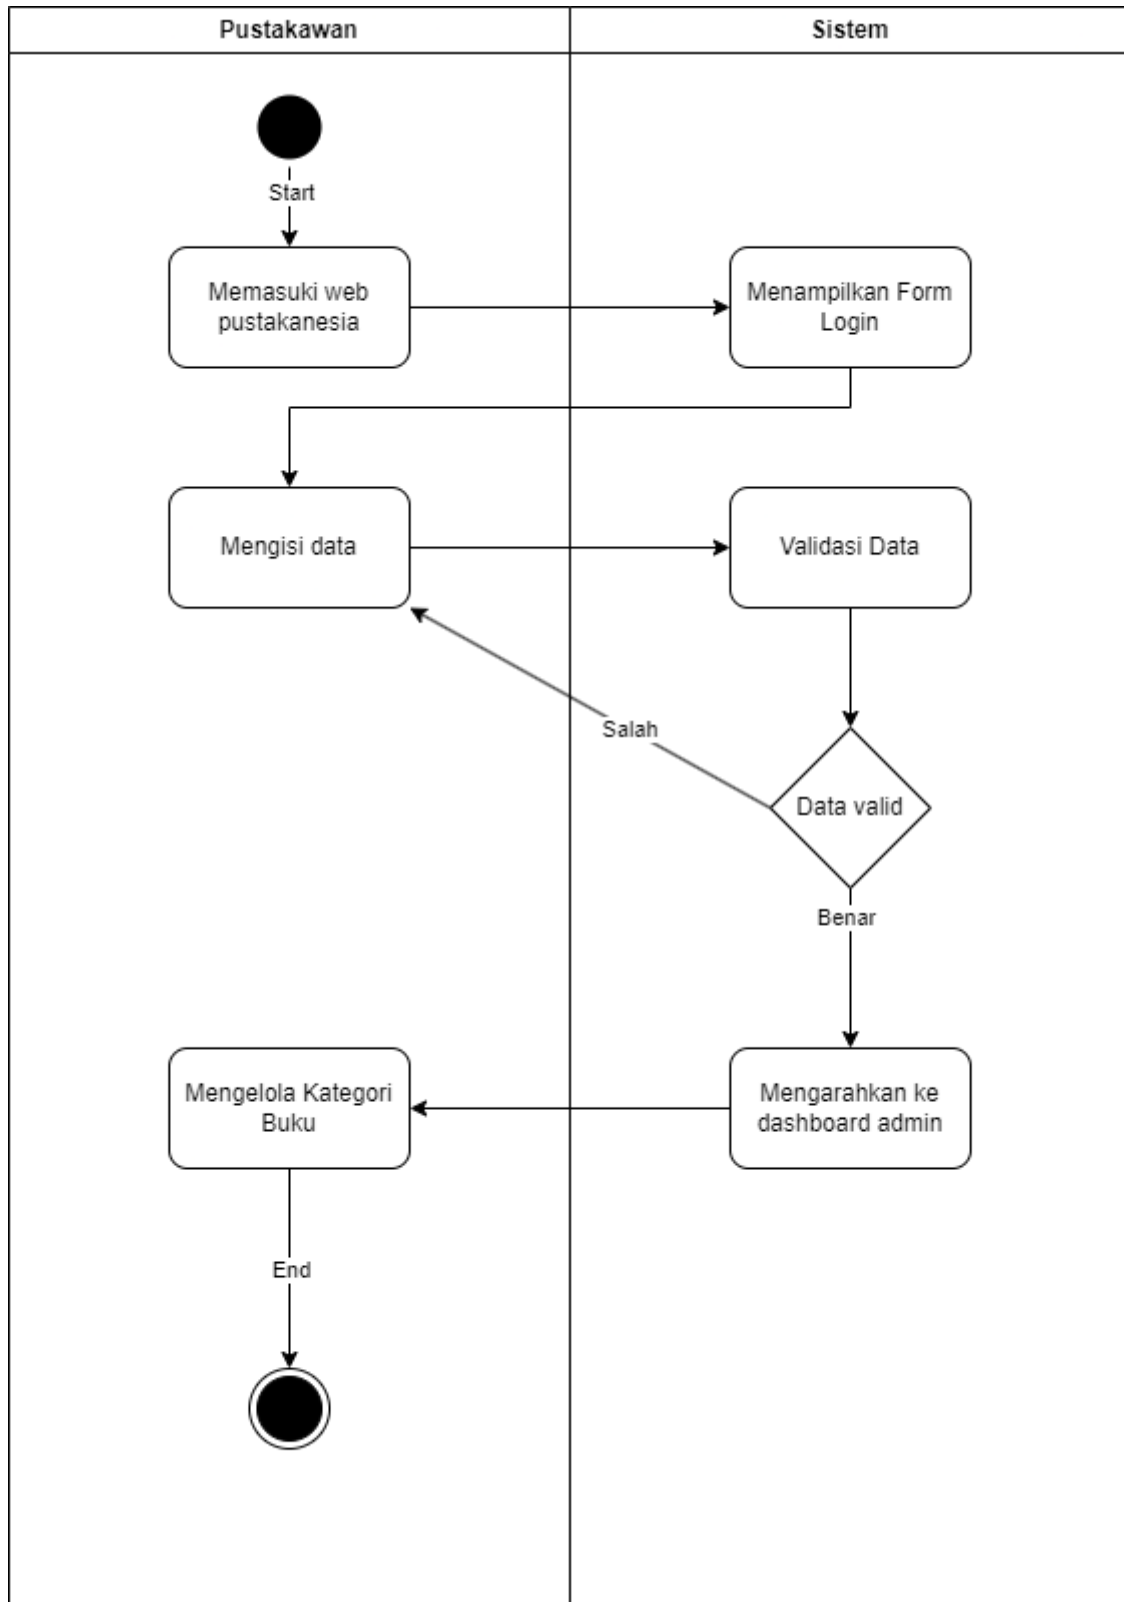 Pustakawan
Sistem
Start
Memasuki web
pustakanesia
Menampilkan Form
Login
Mengisi data
Validasi Data
Salah
Data valid
Benar
Mengelola Kategori
Buku
Mengarahkan ke
dashboard admin
End